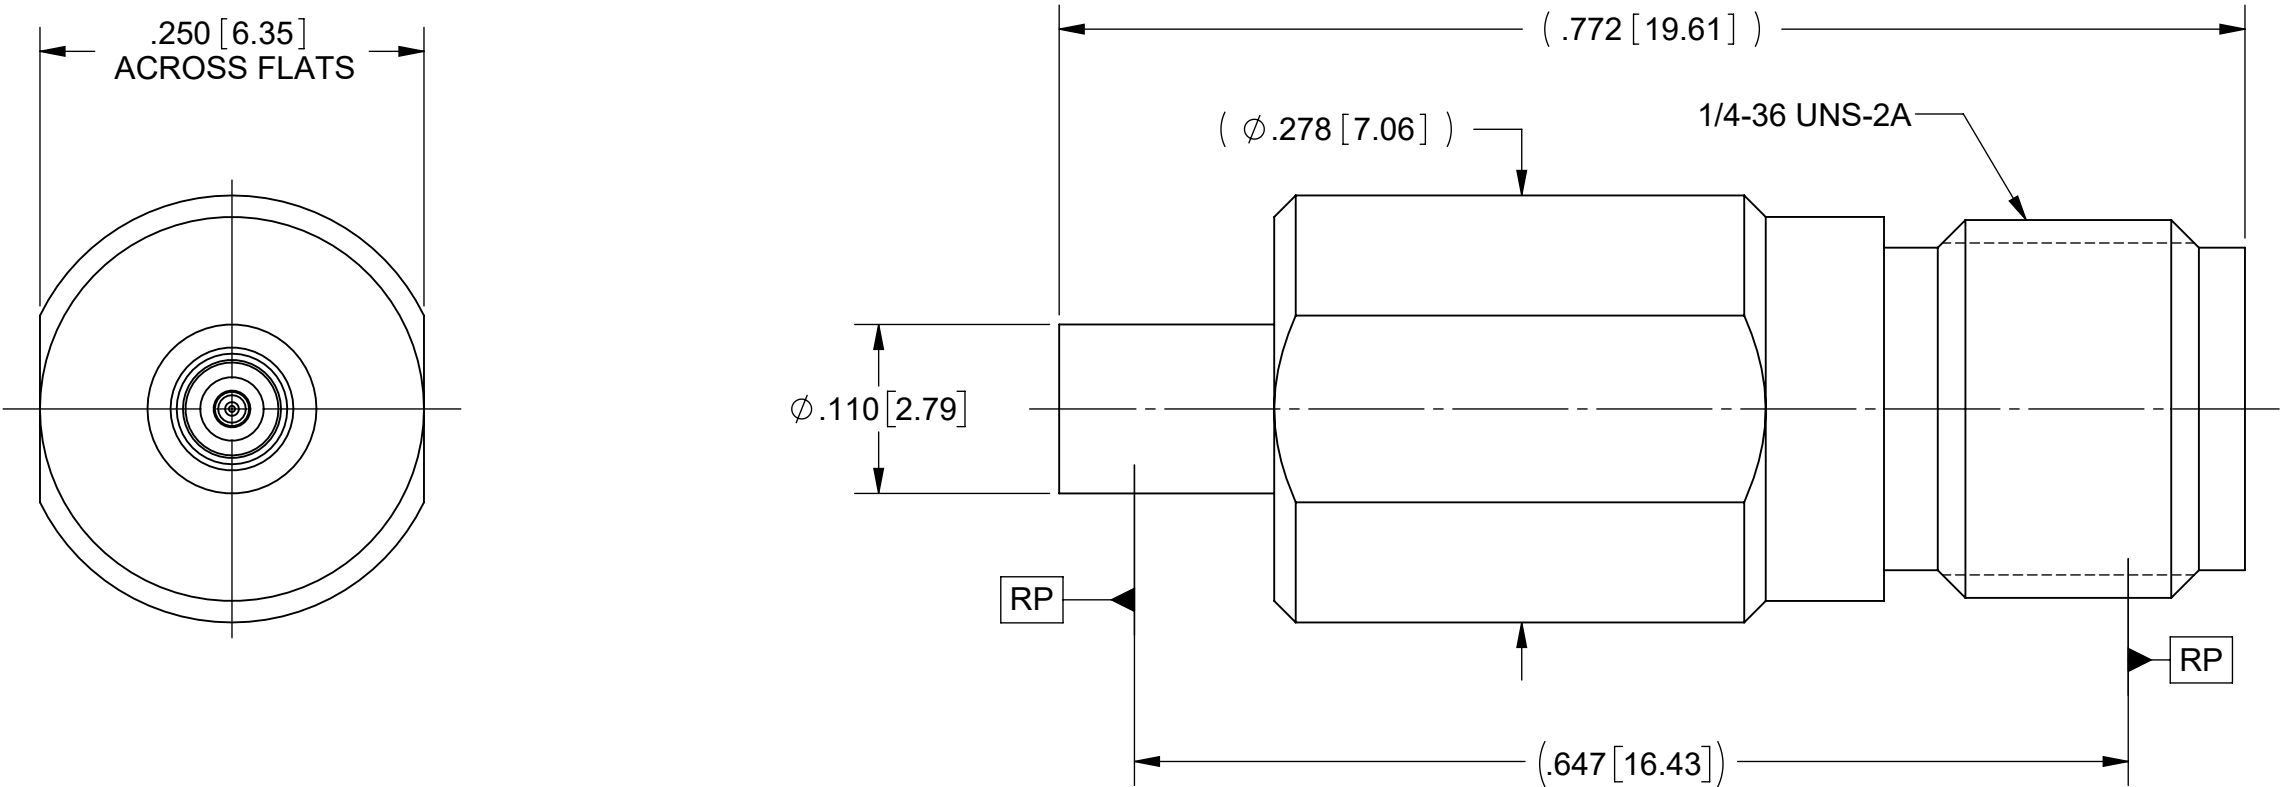 .250 [6.35]
ACROSS FLATS
( .772 [19.61] )
( ⌀.278 [7.06] )
1/4-36 UNS-2A
⌀.110 [2.79]
RP
RP
(.647 [16.43])